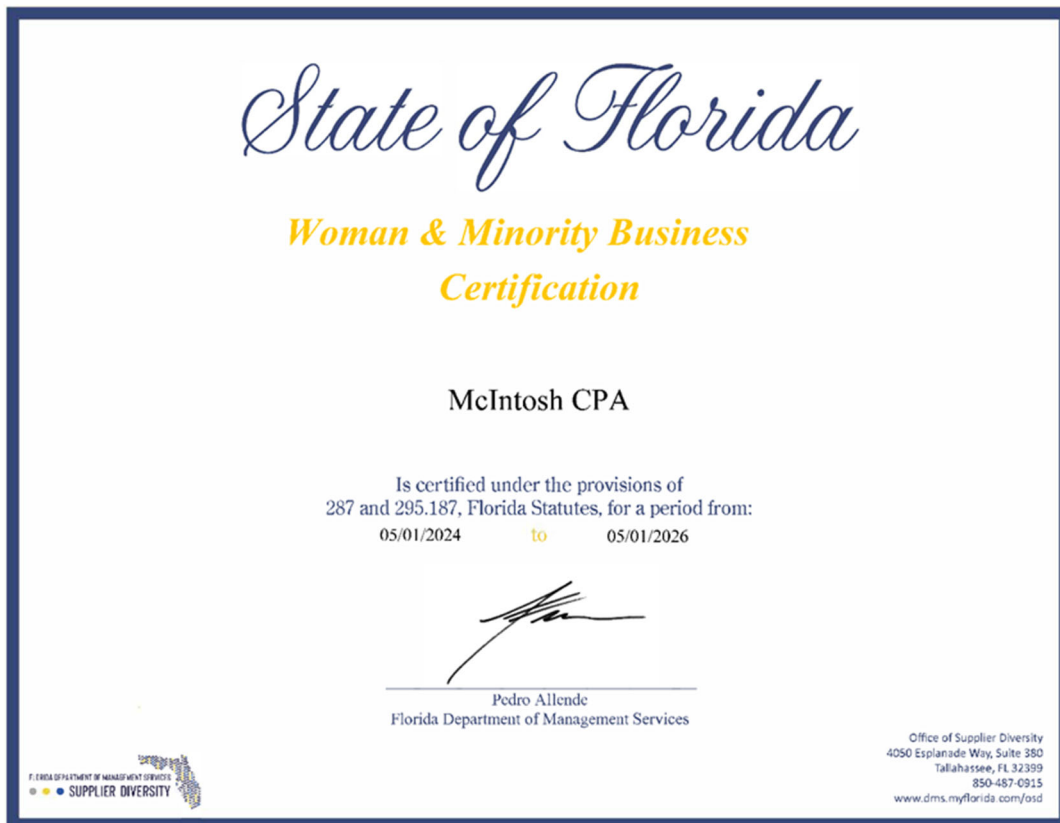 State of Florida
Woman & Minority Business
Certification
McIntosh CPA
Is certified under the provisions of
287 and 295.187, Florida Statutes, for a period from:
05/01/2024 to 05/01/2026
Pedro Allende
Florida Department of Management Services
FLORIDA DEPARTMENT OF MANAGEMENT SERVICES
SUPPLIER DIVERSITY
Office of Supplier Diversity
4050 Esplanade Way, Suite 380
Tallahassee, FL 32399
850-487-0915
www.dms.myflorida.com/osd